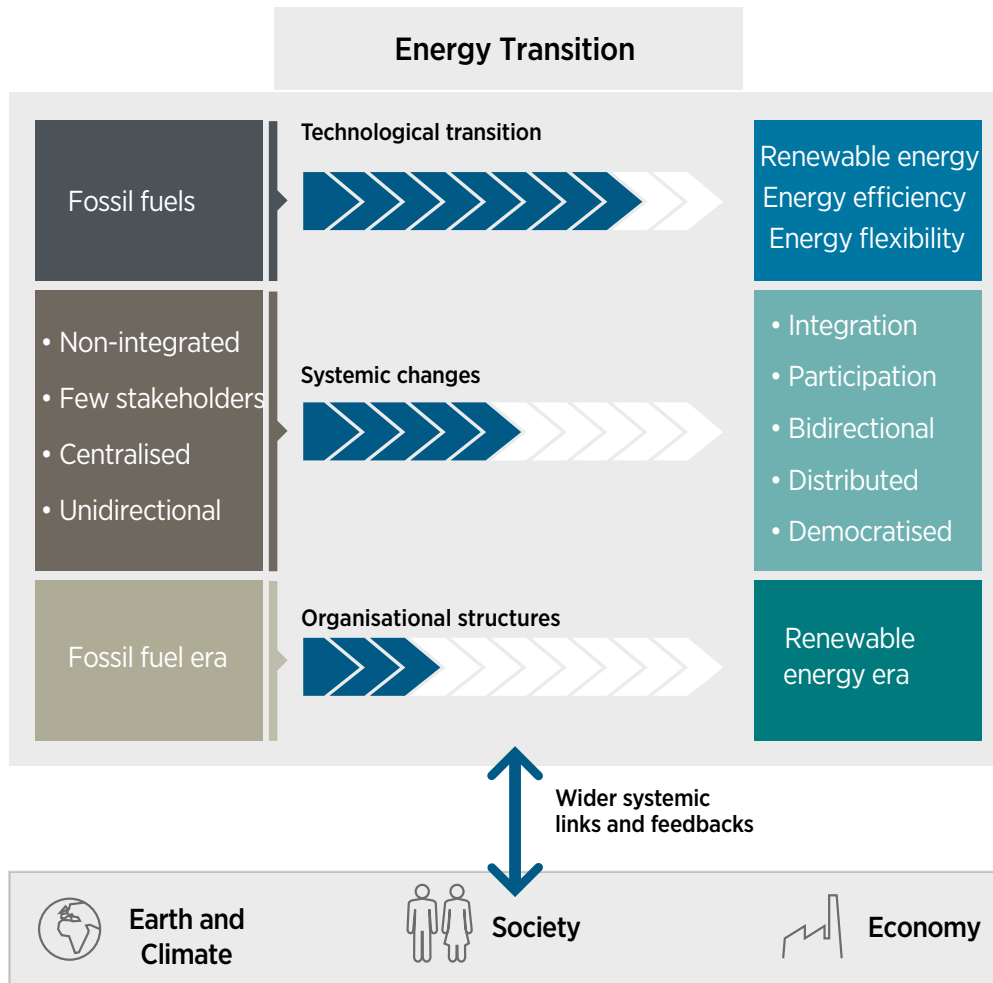 Energy Transition
Technological transition
Fossil fuels
Renewable energy
Energy efficiency
Energy flexibility
• Non-integrated
• Few stakeholders
• Centralised
• Unidirectional
Systemic changes
• Integration
• Participation
• Bidirectional
• Distributed
• Democratised
Organisational structures
Fossil fuel era
Renewable
energy era
Wider systemic
links and feedbacks
Earth and
Climate
Society
Economy